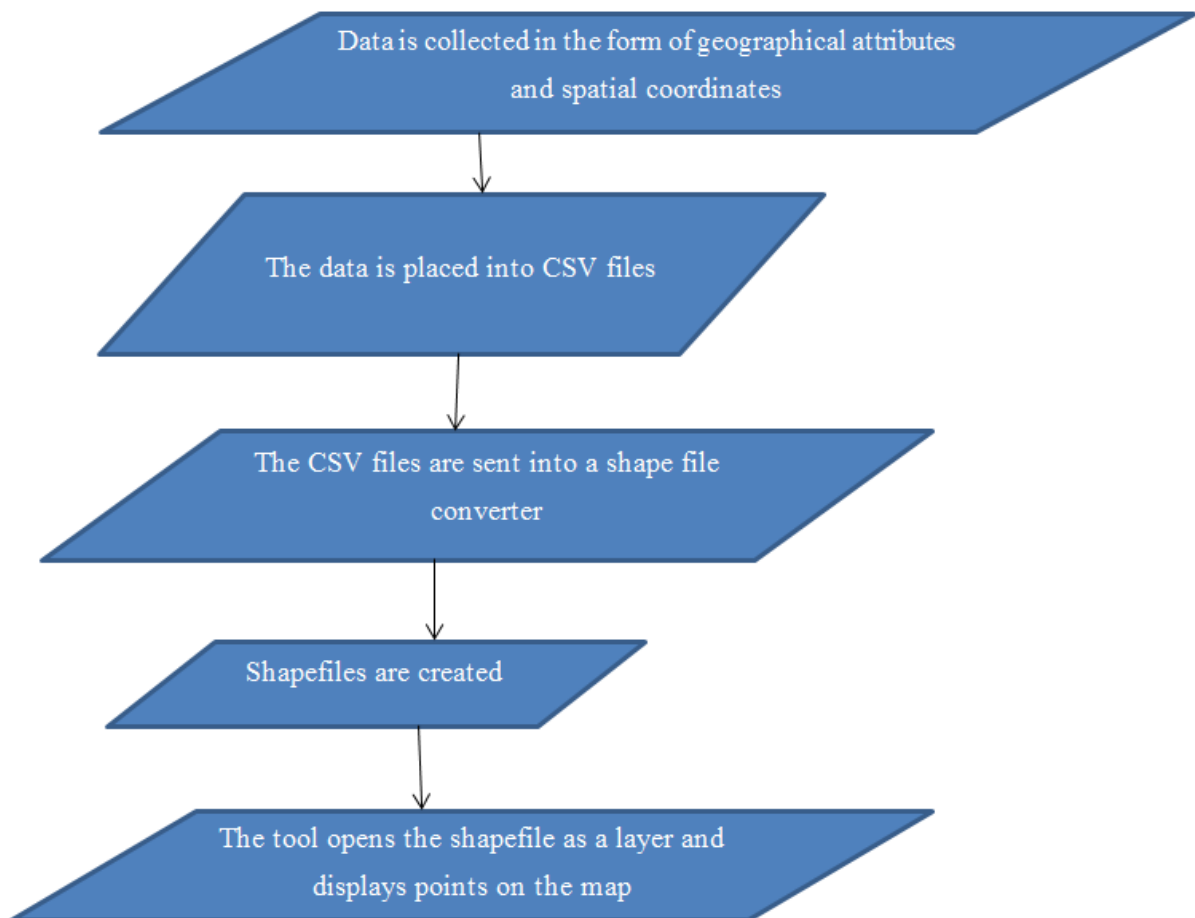 Data is collected in the form of geographical attributes
and spatial coordinates
The data is placed into CSV files
The CSV files are sent into a shape file
converter
Shapefiles are created
The tool opens the shapefile as a layer and
displays points on the map